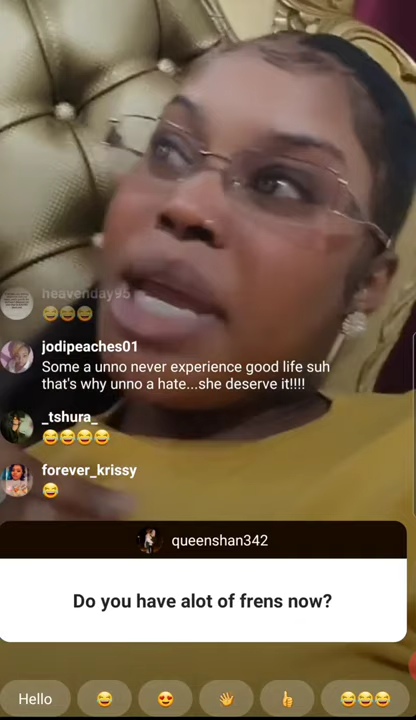 heavenday95
😂😂😂
jodipeaches01
Some a unno never experience good life suh
that's why unno a hate...she deserve it!!!!
_tshura_
😂😂😂😂
forever_krissy
😂
queenshan342
Do you have alot of frens now?
Hello 😂 😍 👋 👍 😂😂😂